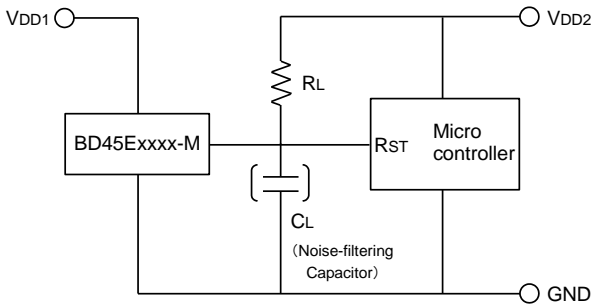 VDD1
VDD2
RL
BD45Exxxx-M
RST
Micro
controller
CL
（Noise-filtering
Capacitor）
GND